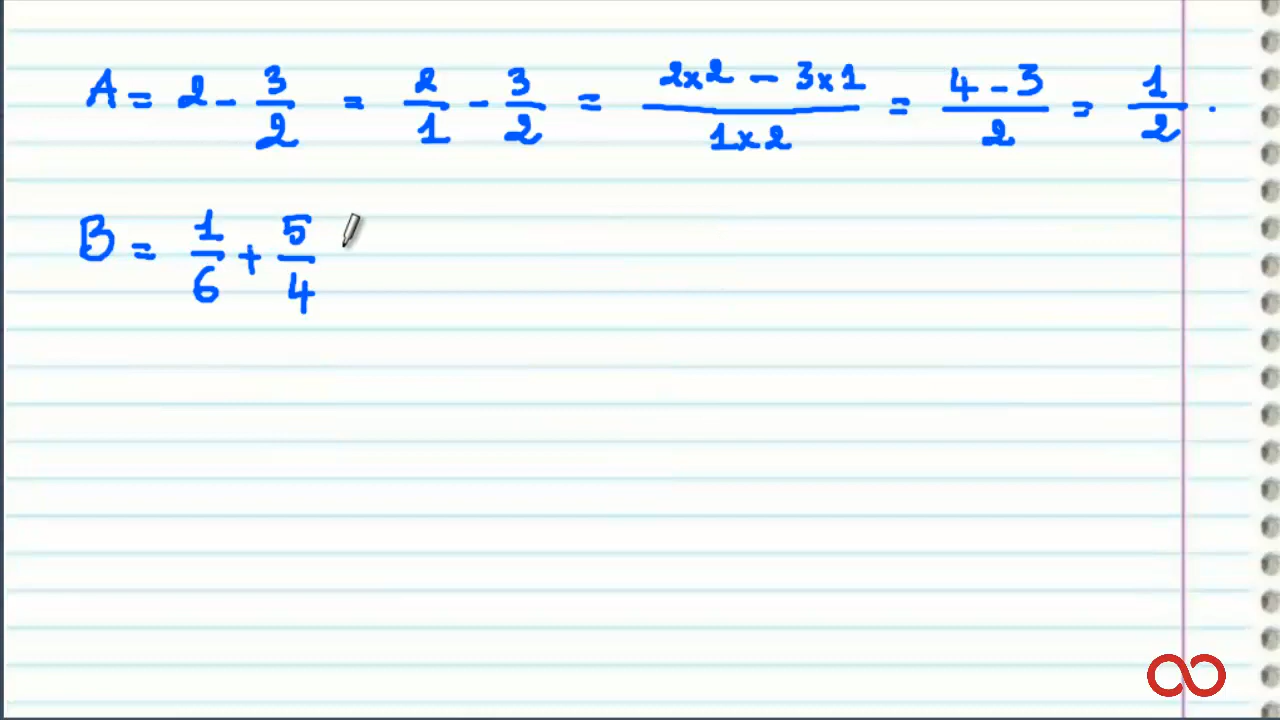 A = 2 - 3/2 = 2/1 - 3/2 = (2x2 - 3x1)/(1x2) = (4 - 3)/2 = 1/2 .
B = 1/6 + 5/4